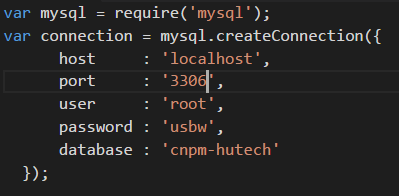 var mysql = require('mysql');
var connection = mysql.createConnection({
host : 'localhost',
port : '3306',
user : 'root',
password : 'usbw',
database : 'cnpm-hutech'
});